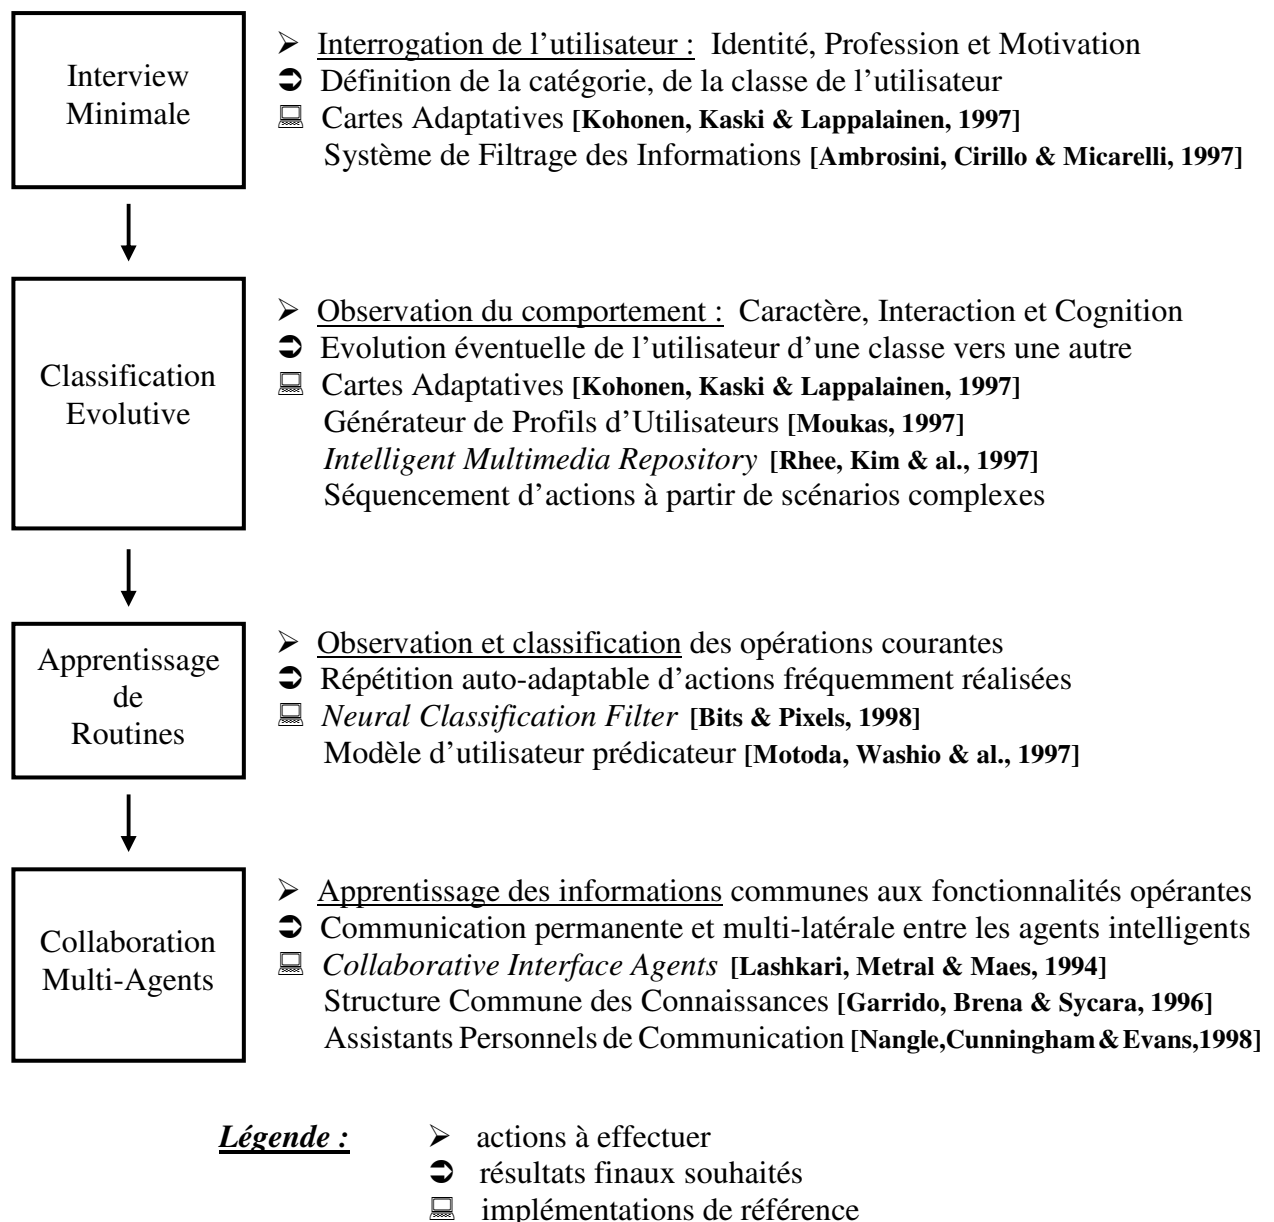 Interview
Minimale
➢ Interrogation de l’utilisateur : Identité, Profession et Motivation
➲ Définition de la catégorie, de la classe de l’utilisateur
💻 Cartes Adaptatives [Kohonen, Kaski & Lappalainen, 1997]
Système de Filtrage des Informations [Ambrosini, Cirillo & Micarelli, 1997]
Classification
Evolutive
➢ Observation du comportement : Caractère, Interaction et Cognition
➲ Evolution éventuelle de l’utilisateur d’une classe vers une autre
💻 Cartes Adaptatives [Kohonen, Kaski & Lappalainen, 1997]
Générateur de Profils d’Utilisateurs [Moukas, 1997]
Intelligent Multimedia Repository [Rhee, Kim & al., 1997]
Séquencement d’actions à partir de scénarios complexes
Apprentissage
de
Routines
➢ Observation et classification des opérations courantes
➲ Répétition auto-adaptable d’actions fréquemment réalisées
💻 Neural Classification Filter [Bits & Pixels, 1998]
Modèle d’utilisateur prédicateur [Motoda, Washio & al., 1997]
Collaboration
Multi-Agents
➢ Apprentissage des informations communes aux fonctionnalités opérantes
➲ Communication permanente et multi-latérale entre les agents intelligents
💻 Collaborative Interface Agents [Lashkari, Metral & Maes, 1994]
Structure Commune des Connaissances [Garrido, Brena & Sycara, 1996]
Assistants Personnels de Communication [Nangle,Cunningham & Evans,1998]
Légende : ➢ actions à effectuer
➲ résultats finaux souhaités
💻 implémentations de référence